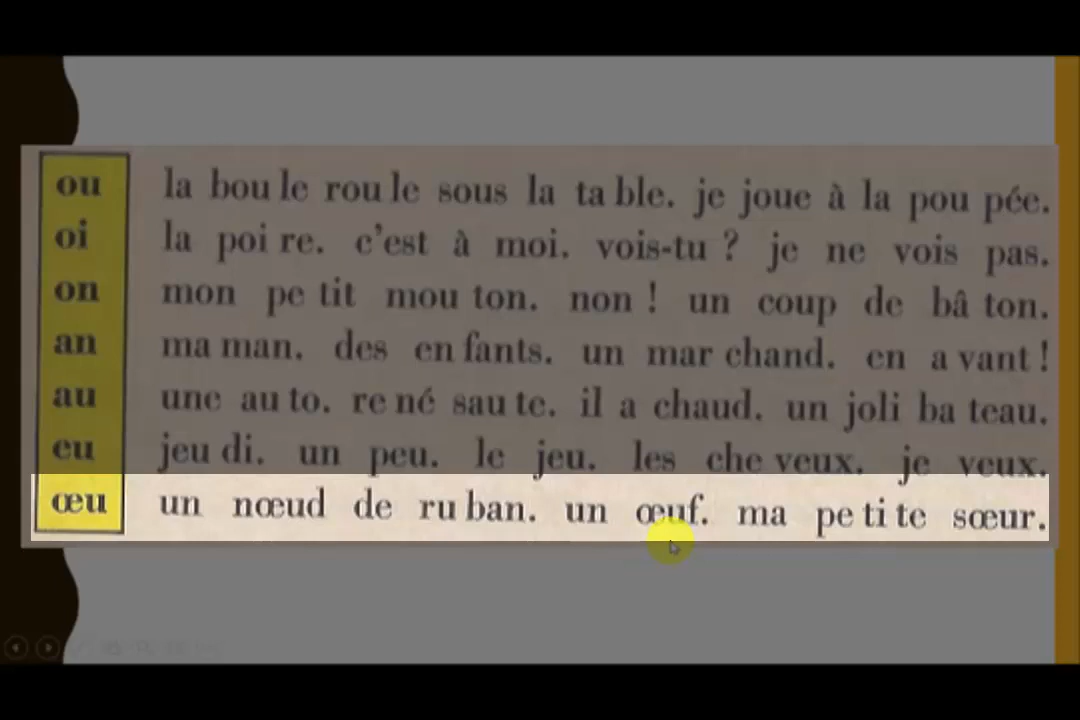 ou la bou le rou le sous la ta ble. je joue à la pou pée.
oi la poi re. c'est à moi. vois-tu ? je ne vois pas.
on mon pe tit mou ton. non ! un coup de bâ ton.
an ma man. des en fants. un mar chand. en a vant !
au une au to. re né sau te. il a chaud. un joli ba teau.
eu jeu di. un peu. le jeu. les che veux. je veux.
œu un nœud de ru ban. un œuf. ma pe ti te sœur.